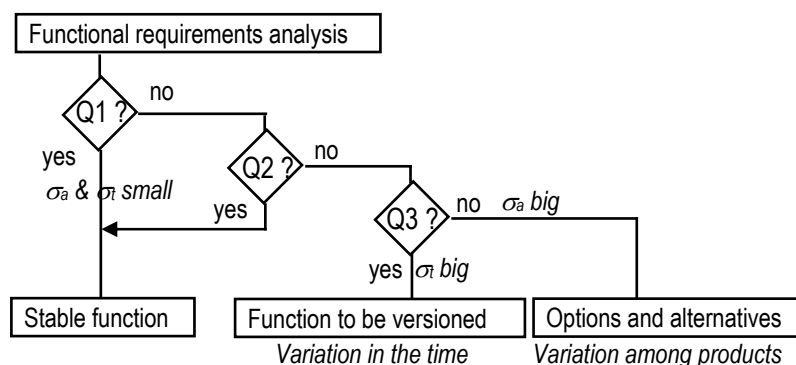 Functional requirements analysis
Q1 ?
no
yes
Q2 ?
no
σa & σt small
yes
Q3 ?
no
σa big
yes
σt big
Stable function
Function to be versioned
Options and alternatives
Variation in the time
Variation among products